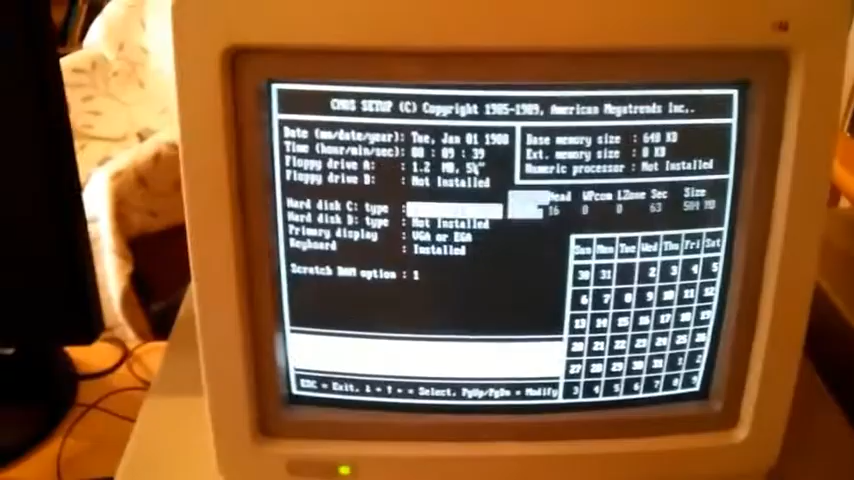 CMOS SETUP (C) Copyright 1985-1989, American Megatrends Inc.,
Date (mn/date/year): Tue, Jan 01 1980
Time (hour/min/sec): 00 : 09 : 39
Floppy drive A: : 1.2 MB, 5¼"
Floppy drive B: : Not Installed
Base memory size : 640 KB
Ext. memory size : 0 KB
Numeric processor : Not Installed
Head WPcom LZone Sec Size
Hard disk C: type :
16 0 0 63 504 MB
Hard disk D: type : Not Installed
Primary display : VGA or EGA
Keyboard : Installed
Scratch RAM option : 1
Sun Mon Tue Wed Thu Fri Sat
30 31 1 2 3 4 5
6 7 8 9 10 11 12
13 14 15 16 17 18 19
20 21 22 23 24 25 26
27 28 29 30 31 1 2
3 4 5 6 7 8 9
ESC = Exit, ↓ → ↑ ← = Select, PgUp/PgDn = Modify